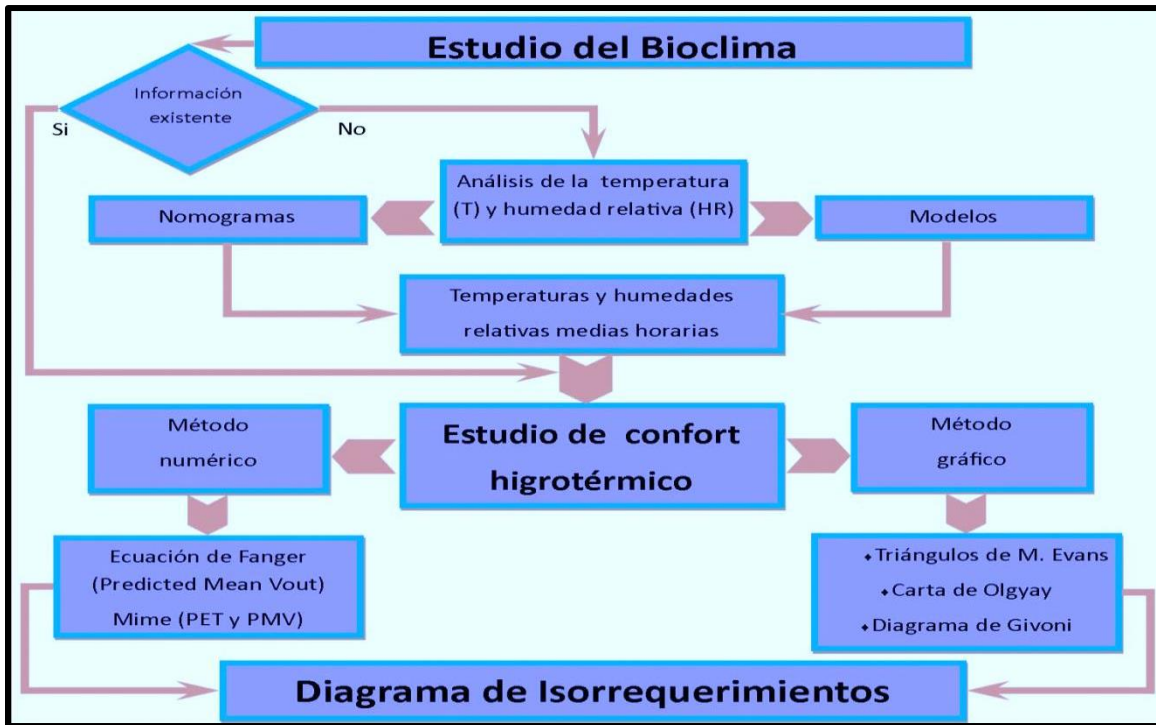 Estudio del Bioclima
Información
existente
Si
No
Análisis de la temperatura
(T) y humedad relativa (HR)
Nomogramas
Modelos
Temperaturas y humedades
relativas medias horarias
Método
numérico
Estudio de confort
higrotérmico
Método
gráfico
Ecuación de Fanger
(Predicted Mean Vout)
Mime (PET y PMV)
⬥Triángulos de M. Evans
⬥Carta de Olgyay
⬥Diagrama de Givoni
Diagrama de Isorrequerimientos